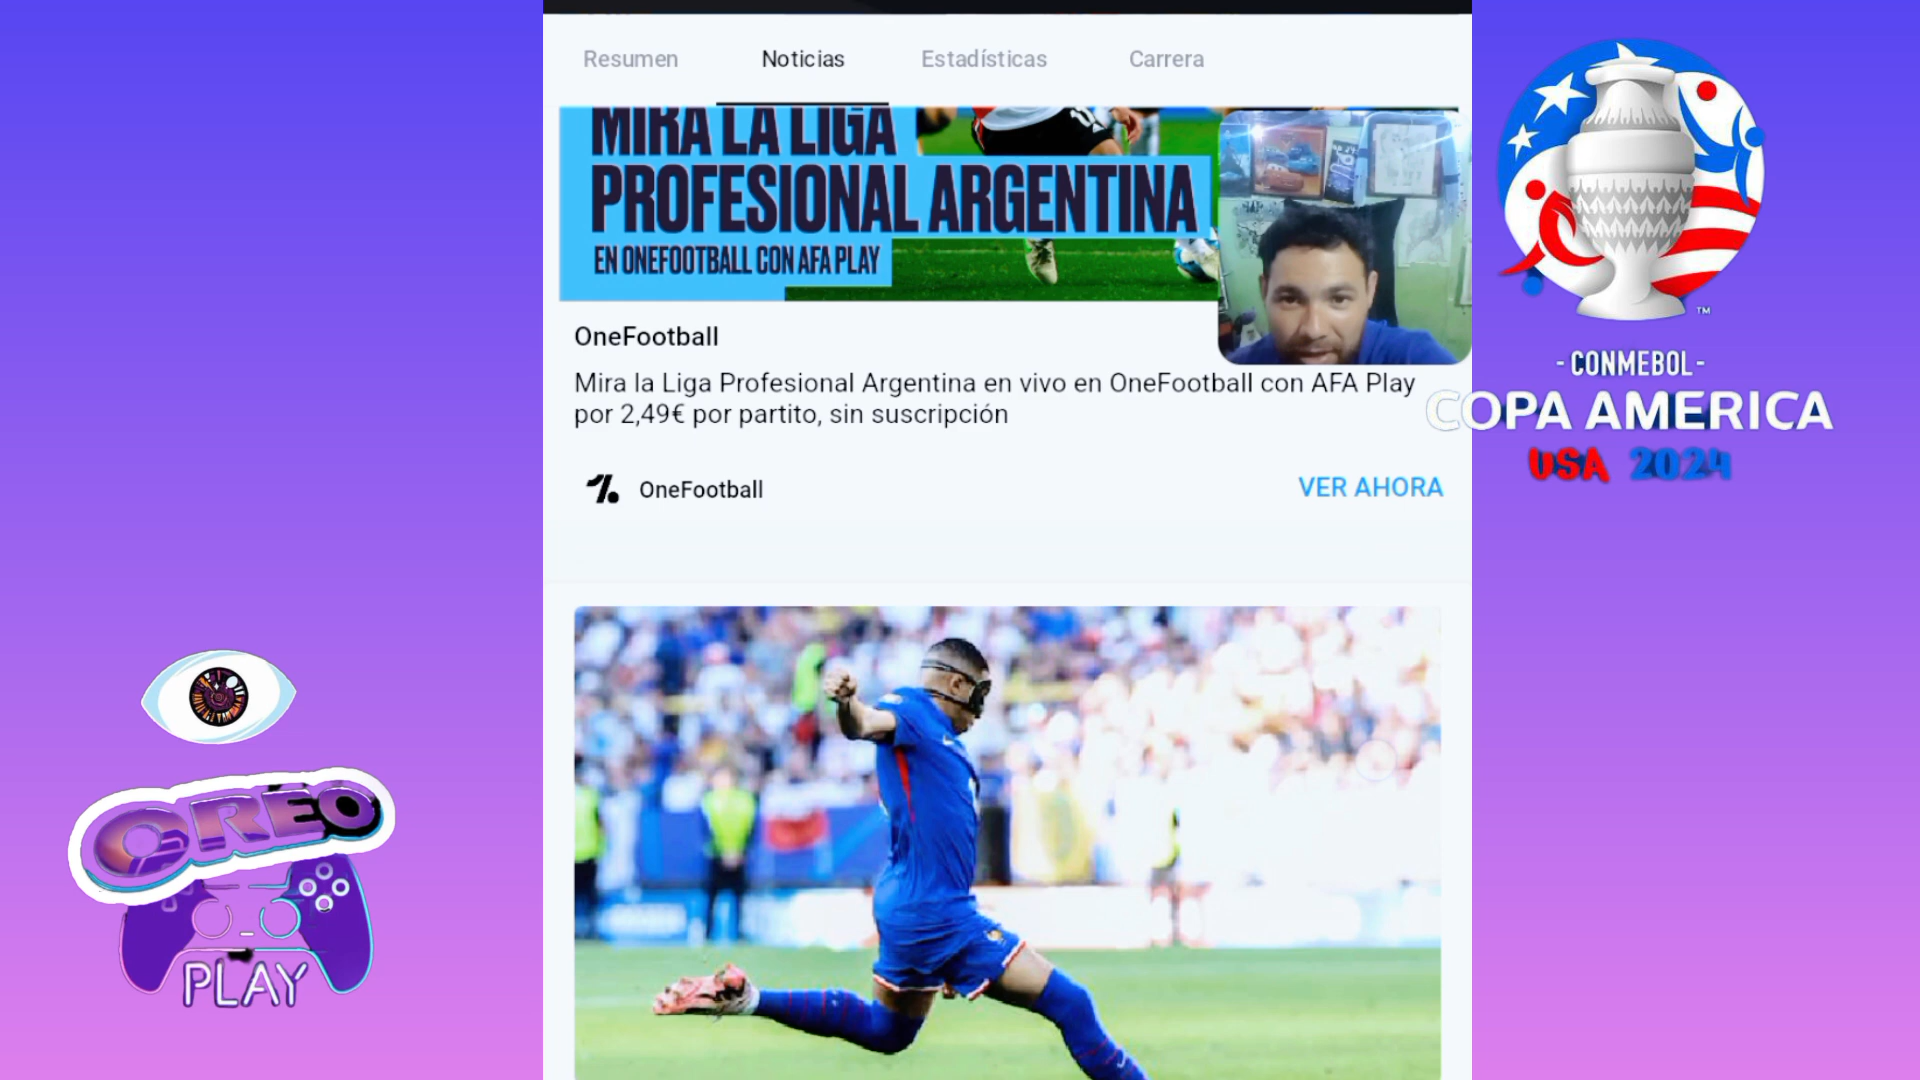 Resumen
Noticias
Estadísticas
Carrera
MIRA LA LIGA
PROFESIONAL ARGENTINA
EN ONEFOOTBALL CON AFA PLAY
OneFootball
Mira la Liga Profesional Argentina en vivo en OneFootball con AFA Play
por 2,49€ por partito, sin suscripción
OneFootball
VER AHORA
TM
- CONMEBOL -
COPA AMERICA
USA 2024
OREO
PLAY